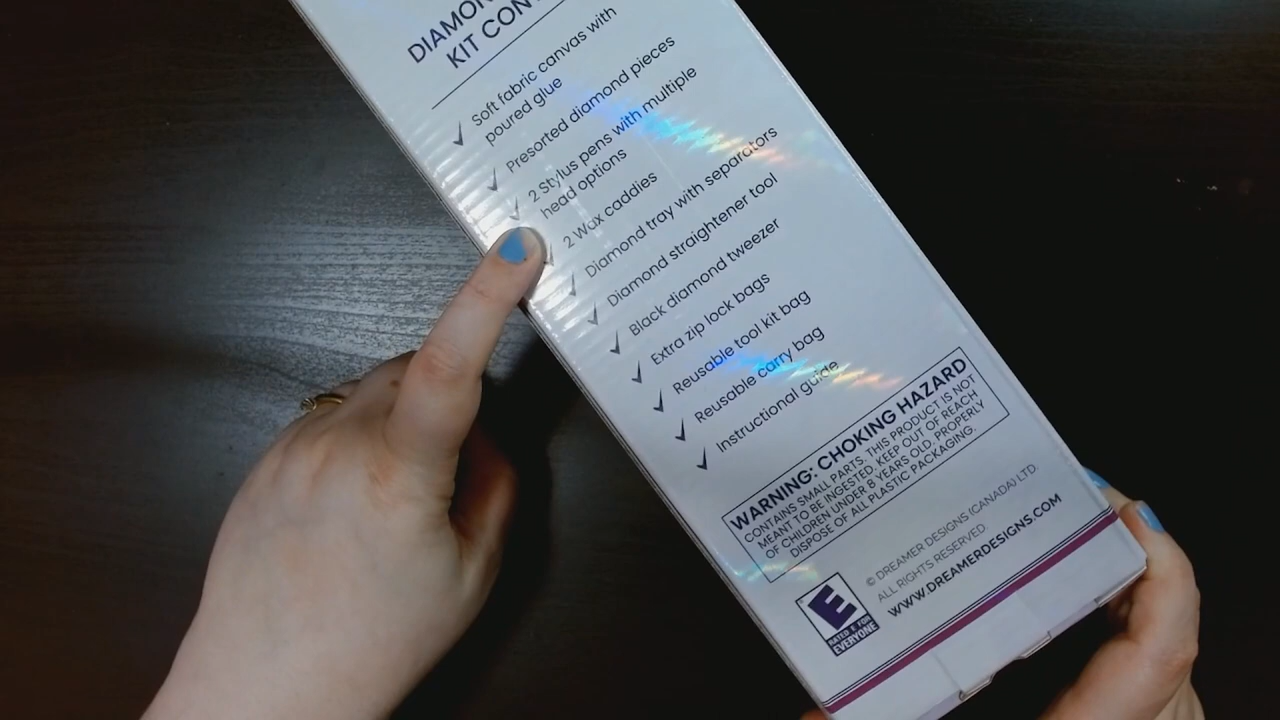 DIAMON
KIT CONT
Soft fabric canvas with
poured glue
Presorted diamond pieces
2 Stylus pens with multiple
head options
2 Wax caddies
Diamond tray with separators
Diamond straightener tool
Black diamond tweezer
Extra zip lock bags
Reusable tool kit bag
Reusable carry bag
Instructional guide
WARNING: CHOKING HAZARD
CONTAINS SMALL PARTS. THIS PRODUCT IS NOT
MEANT TO BE INGESTED. KEEP OUT OF REACH
OF CHILDREN UNDER 8 YEARS OLD. PROPERLY
DISPOSE OF ALL PLASTIC PACKAGING.
© DREAMER DESIGNS (CANADA) LTD.
ALL RIGHTS RESERVED
WWW.DREAMERDESIGNS.COM
E
RATED E FOR
EVERYONE